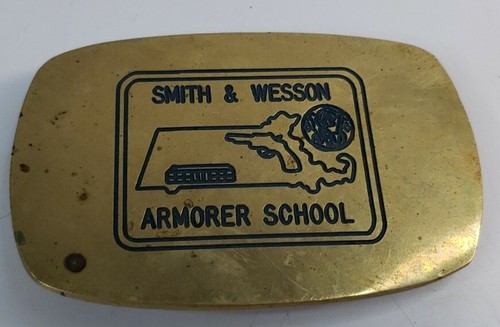 SMITH & WESSON
ARMORER SCHOOL